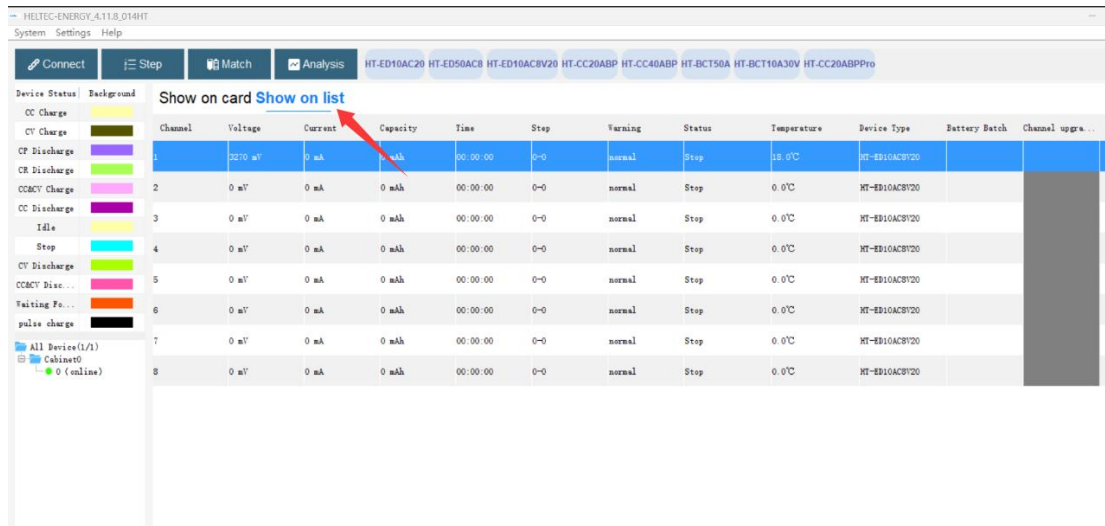 HELTEC-ENERGY_4.11.8_014HT
System Settings Help
Connect Step Match Analysis HT-ED10AC20 HT-ED50AC8 HT-ED10AC8V20 HT-CC20ABP HT-CC40ABP HT-BCT50A HT-BCT10A30V HT-CC20ABPPro
Device Status Background
CC Charge
CV Charge
CP Discharge
CR Discharge
CC&CV Charge
CC Discharge
Idle
Stop
CV Discharge
CC&CV Disc...
Waiting Fo...
pulse charge
All Device(1/1)
Cabinet0
0 (online)
Show on card Show on list
Channel Voltage Current Capacity Time Step Warning Status Temperature Device Type Battery Batch Channel upgra...
1 3270 mV 0 mA 0 mAh 00:00:00 0-0 normal Stop 18.0℃ HT-ED10AC8V20
2 0 mV 0 mA 0 mAh 00:00:00 0-0 normal Stop 0.0℃ HT-ED10AC8V20
3 0 mV 0 mA 0 mAh 00:00:00 0-0 normal Stop 0.0℃ HT-ED10AC8V20
4 0 mV 0 mA 0 mAh 00:00:00 0-0 normal Stop 0.0℃ HT-ED10AC8V20
5 0 mV 0 mA 0 mAh 00:00:00 0-0 normal Stop 0.0℃ HT-ED10AC8V20
6 0 mV 0 mA 0 mAh 00:00:00 0-0 normal Stop 0.0℃ HT-ED10AC8V20
7 0 mV 0 mA 0 mAh 00:00:00 0-0 normal Stop 0.0℃ HT-ED10AC8V20
8 0 mV 0 mA 0 mAh 00:00:00 0-0 normal Stop 0.0℃ HT-ED10AC8V20